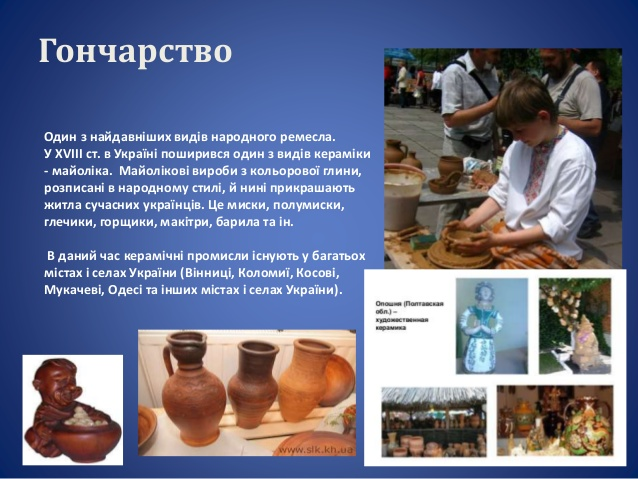 Гончарство
Один з найдавніших видів народного ремесла.
У XVIII ст. в Україні поширився один з видів кераміки
- майоліка.  Майолікові вироби з кольорової глини,
розписані в народному стилі, й нині прикрашають
житла сучасних українців. Це миски, полумиски,
глечики, горщики, макітри, барила та ін.
В даний час керамічні промисли існують у багатьох
містах і селах України (Вінниці, Коломиї, Косові,
Мукачеві, Одесі та інших містах і селах України).
Опошня (Полтавская
обл.) –
художественная
керамика
www.slk.kh.ua